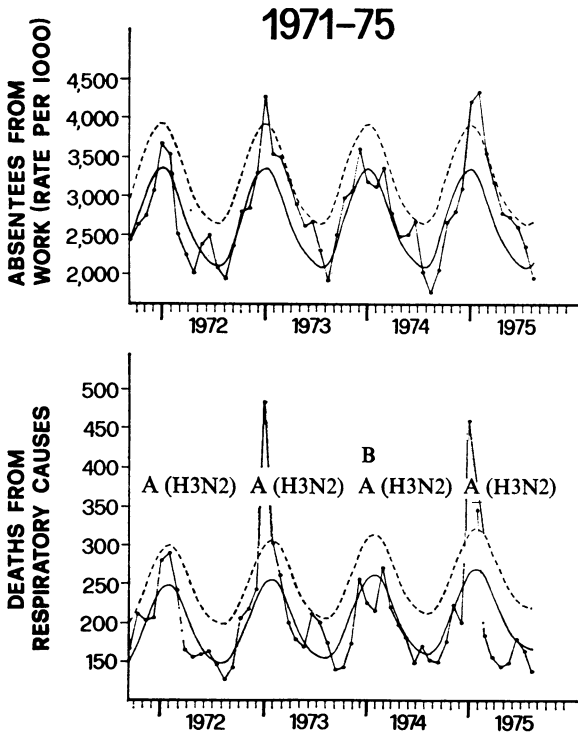 1971–75
ABSENTEES FROM
WORK (RATE PER 1000)
4,500
4,000
3,500
3,000
2,500
2,000
1972 1973 1974 1975
DEATHS FROM
RESPIRATORY CAUSES
500
450
400
350
300
250
200
150
B
A (H3N2) A (H3N2) A (H3N2) A (H3N2)
1972 1973 1974 1975